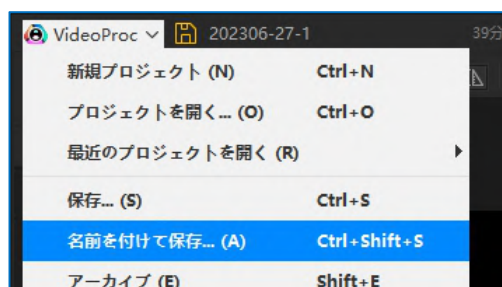 VideoProc 202306-27-1 39分
新規プロジェクト (N) Ctrl+N
プロジェクトを開く... (O) Ctrl+O
最近のプロジェクトを開く (R)
保存... (S) Ctrl+S
名前を付けて保存... (A) Ctrl+Shift+S
アーカイブ (E) Shift+E